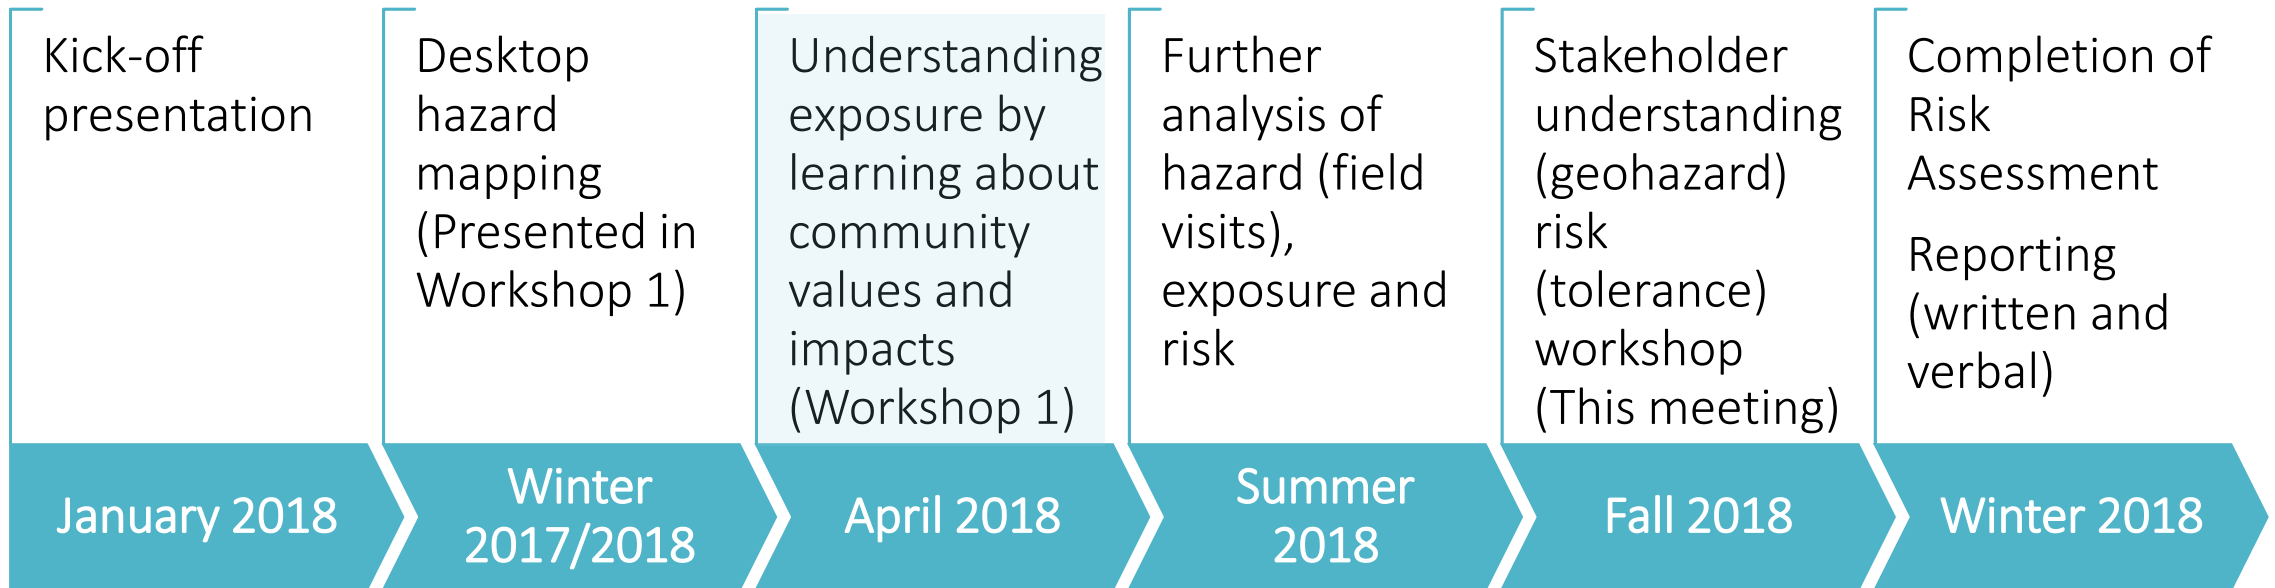 Kick-off
presentation
January 2018
Desktop
hazard
mapping
(Presented in
Workshop 1)
Winter
2017/2018
Understanding
exposure by
learning about
community
values and
impacts
(Workshop 1)
April 2018
Further
analysis of
hazard (field
visits),
exposure and
risk
Summer
2018
Stakeholder
understanding
(geohazard)
risk
(tolerance)
workshop
(This meeting)
Fall 2018
Completion of
Risk
Assessment
Reporting
(written and
verbal)
Winter 2018